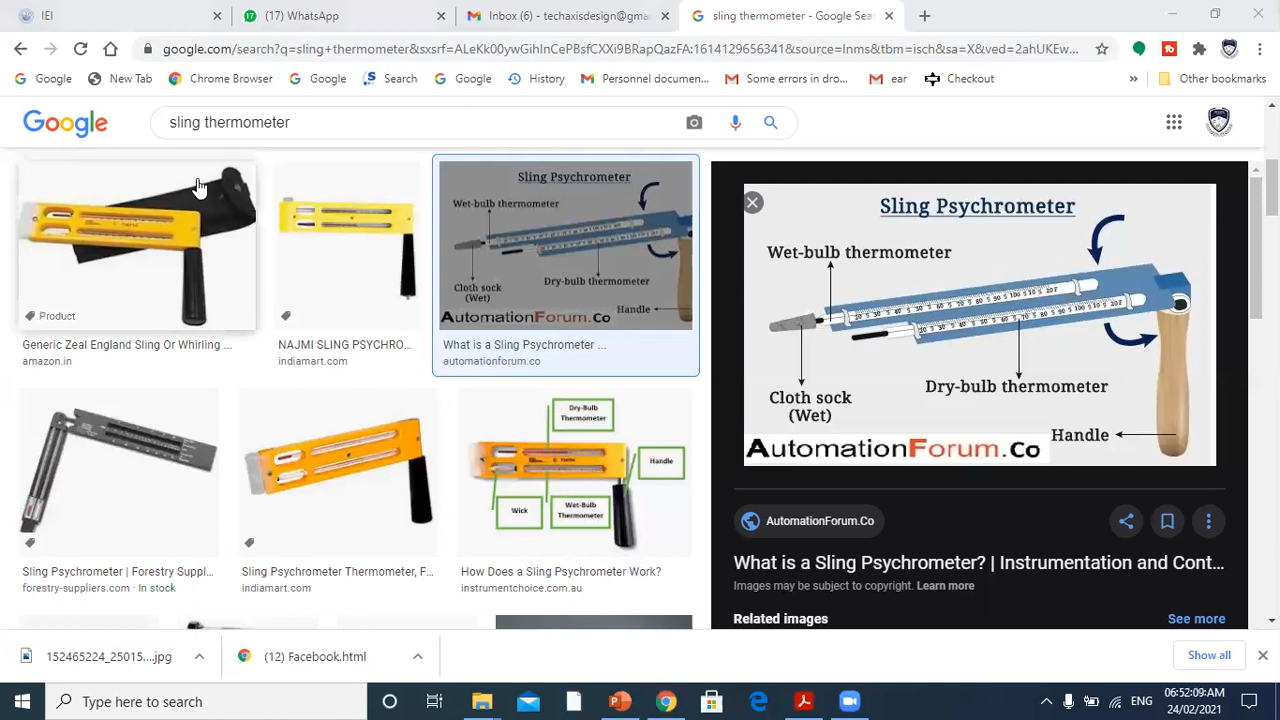 IEI
(17) WhatsApp
Inbox (6) - techaxisdesign@gma
sling thermometer - Google Sea
google.com/search?q=sling+thermometer&sxsrf=ALeKk00ywGihInCePBsfCXXi9BRapQazFA:1614129656341&source=lnms&tbm=isch&sa=X&ved=2ahUKEw...
Google
New Tab
Chrome Browser
Google
Search
Google
History
Personnel documen...
Some errors in dro...
ear
Checkout
»
Other bookmarks
Google
sling thermometer
Product
Generic Zeal England Sling Or Whirling ...
amazon.in
NAJMI SLING PSYCHRO...
indiamart.com
Sling Psychrometer
Wet-bulb thermometer
Cloth sock
(Wet)
Dry-bulb thermometer
Handle
AutomationForum.Co
What is a Sling Psychrometer ...
automationforum.co
Sling Psychrometer | Forestry Suppl...
forestry-suppliers.com · In stock
Sling Psychrometer Thermometer, F...
indiamart.com
Dry-Bulb
Thermometer
Handle
Wick
Wet-Bulb
Thermometer
How Does a Sling Psychrometer Work?
instrumentchoice.com.au
Sling Psychrometer
Wet-bulb thermometer
Cloth sock
(Wet)
Dry-bulb thermometer
Handle
AutomationForum.Co
AutomationForum.Co
What is a Sling Psychrometer? | Instrumentation and Cont...
Images may be subject to copyright. Learn more
Related images
See more
152465224_25015....jpg
(12) Facebook.html
Show all
Type here to search
ENG
06:52:09AM
24/02/2021